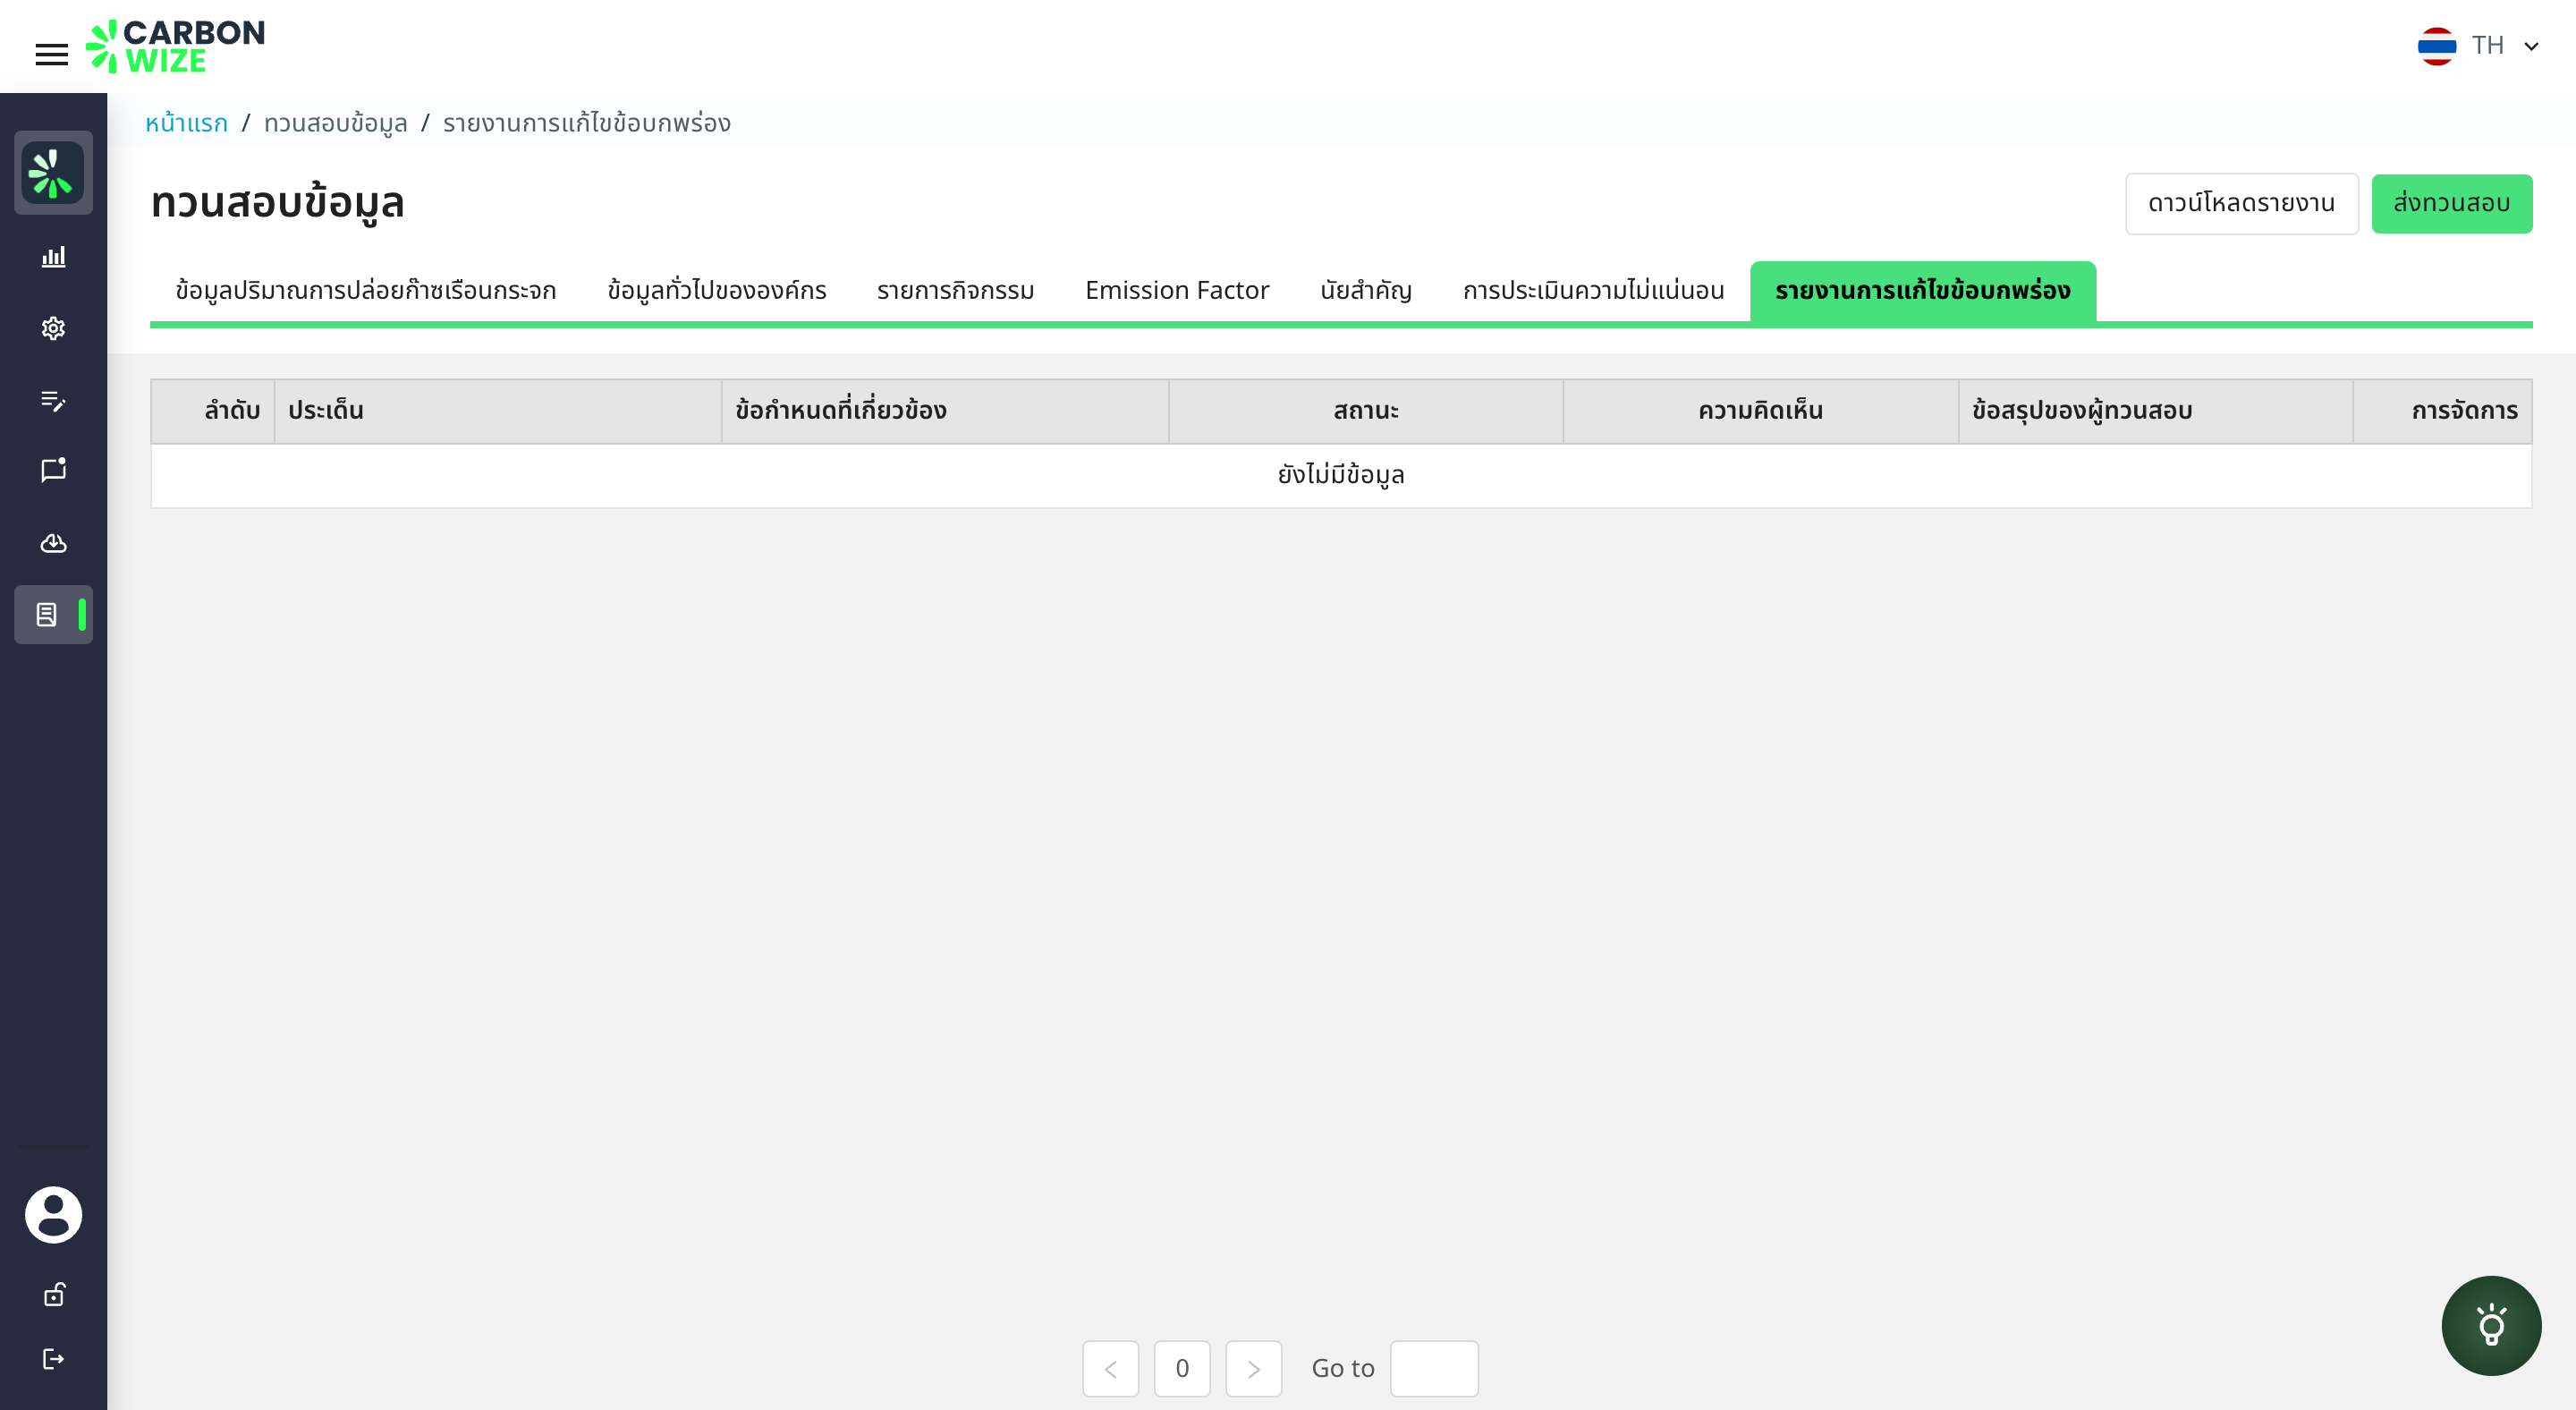 CARBON
WIZE
TH
หน้าแรก / ทวนสอบข้อมูล / รายงานการแก้ไขข้อบกพร่อง
ทวนสอบข้อมูล
ดาวน์โหลดรายงาน
ส่งทวนสอบ
ข้อมูลปริมาณการปล่อยก๊าซเรือนกระจก ข้อมูลทั่วไปขององค์กร รายการกิจกรรม Emission Factor นัยสำคัญ การประเมินความไม่แน่นอน รายงานการแก้ไขข้อบกพร่อง
ลำดับ ประเด็น ข้อกำหนดที่เกี่ยวข้อง สถานะ ความคิดเห็น ข้อสรุปของผู้ทวนสอบ การจัดการ
ยังไม่มีข้อมูล
< 0 > Go to